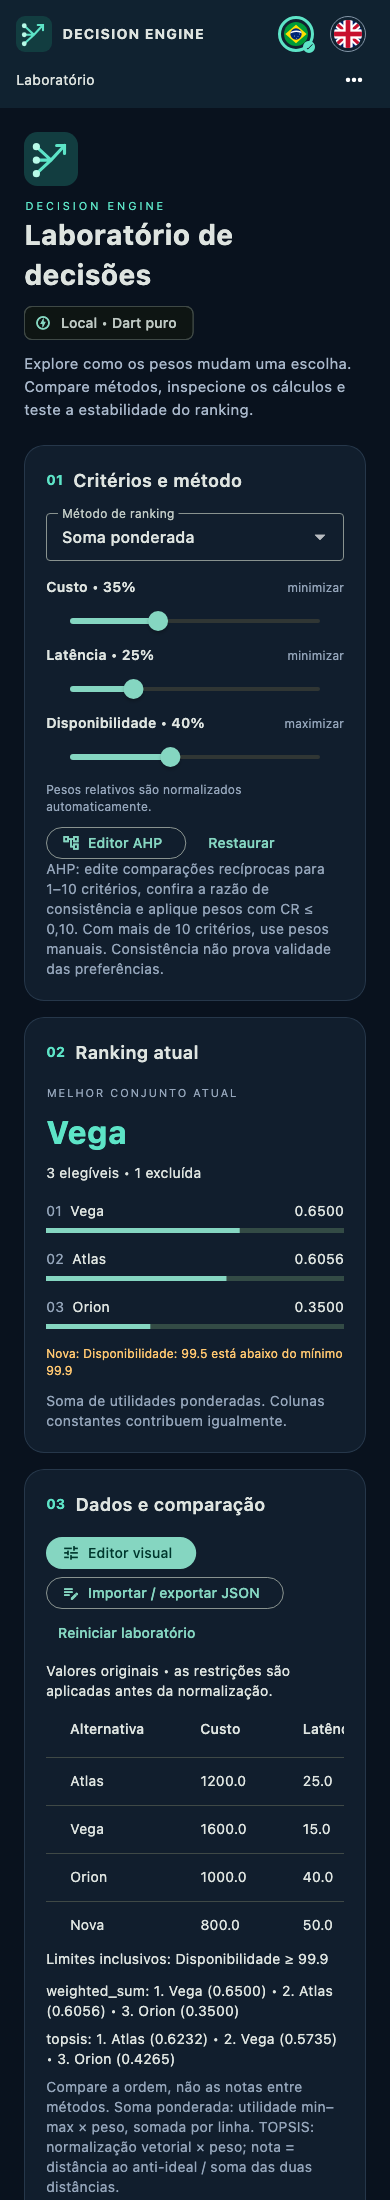 DECISION ENGINE
Laboratório
DECISION ENGINE
Laboratório de
decisões
Local • Dart puro
Explore como os pesos mudam uma escolha.
Compare métodos, inspecione os cálculos e
teste a estabilidade do ranking.
01 Critérios e método
Método de ranking
Soma ponderada
Custo • 35% minimizar
Latência • 25% minimizar
Disponibilidade • 40% maximizar
Pesos relativos são normalizados
automaticamente.
Editor AHP Restaurar
AHP: edite comparações recíprocas para
1–10 critérios, confira a razão de
consistência e aplique pesos com CR ≤
0,10. Com mais de 10 critérios, use pesos
manuais. Consistência não prova validade
das preferências.
02 Ranking atual
MELHOR CONJUNTO ATUAL
Vega
3 elegíveis • 1 excluída
01 Vega 0.6500
02 Atlas 0.6056
03 Orion 0.3500
Nova: Disponibilidade: 99.5 está abaixo do mínimo
99.9
Soma de utilidades ponderadas. Colunas
constantes contribuem igualmente.
03 Dados e comparação
Editor visual
Importar / exportar JSON
Reiniciar laboratório
Valores originais • as restrições são
aplicadas antes da normalização.
Alternativa Custo Latênc
Atlas 1200.0 25.0
Vega 1600.0 15.0
Orion 1000.0 40.0
Nova 800.0 50.0
Limites inclusivos: Disponibilidade ≥ 99.9
weighted_sum: 1. Vega (0.6500) • 2. Atlas
(0.6056) • 3. Orion (0.3500)
topsis: 1. Atlas (0.6232) • 2. Vega (0.5735)
• 3. Orion (0.4265)
Compare a ordem, não as notas entre
métodos. Soma ponderada: utilidade min–
max × peso, somada por linha. TOPSIS:
normalização vetorial × peso; nota =
distância ao anti-ideal / soma das duas
distâncias.